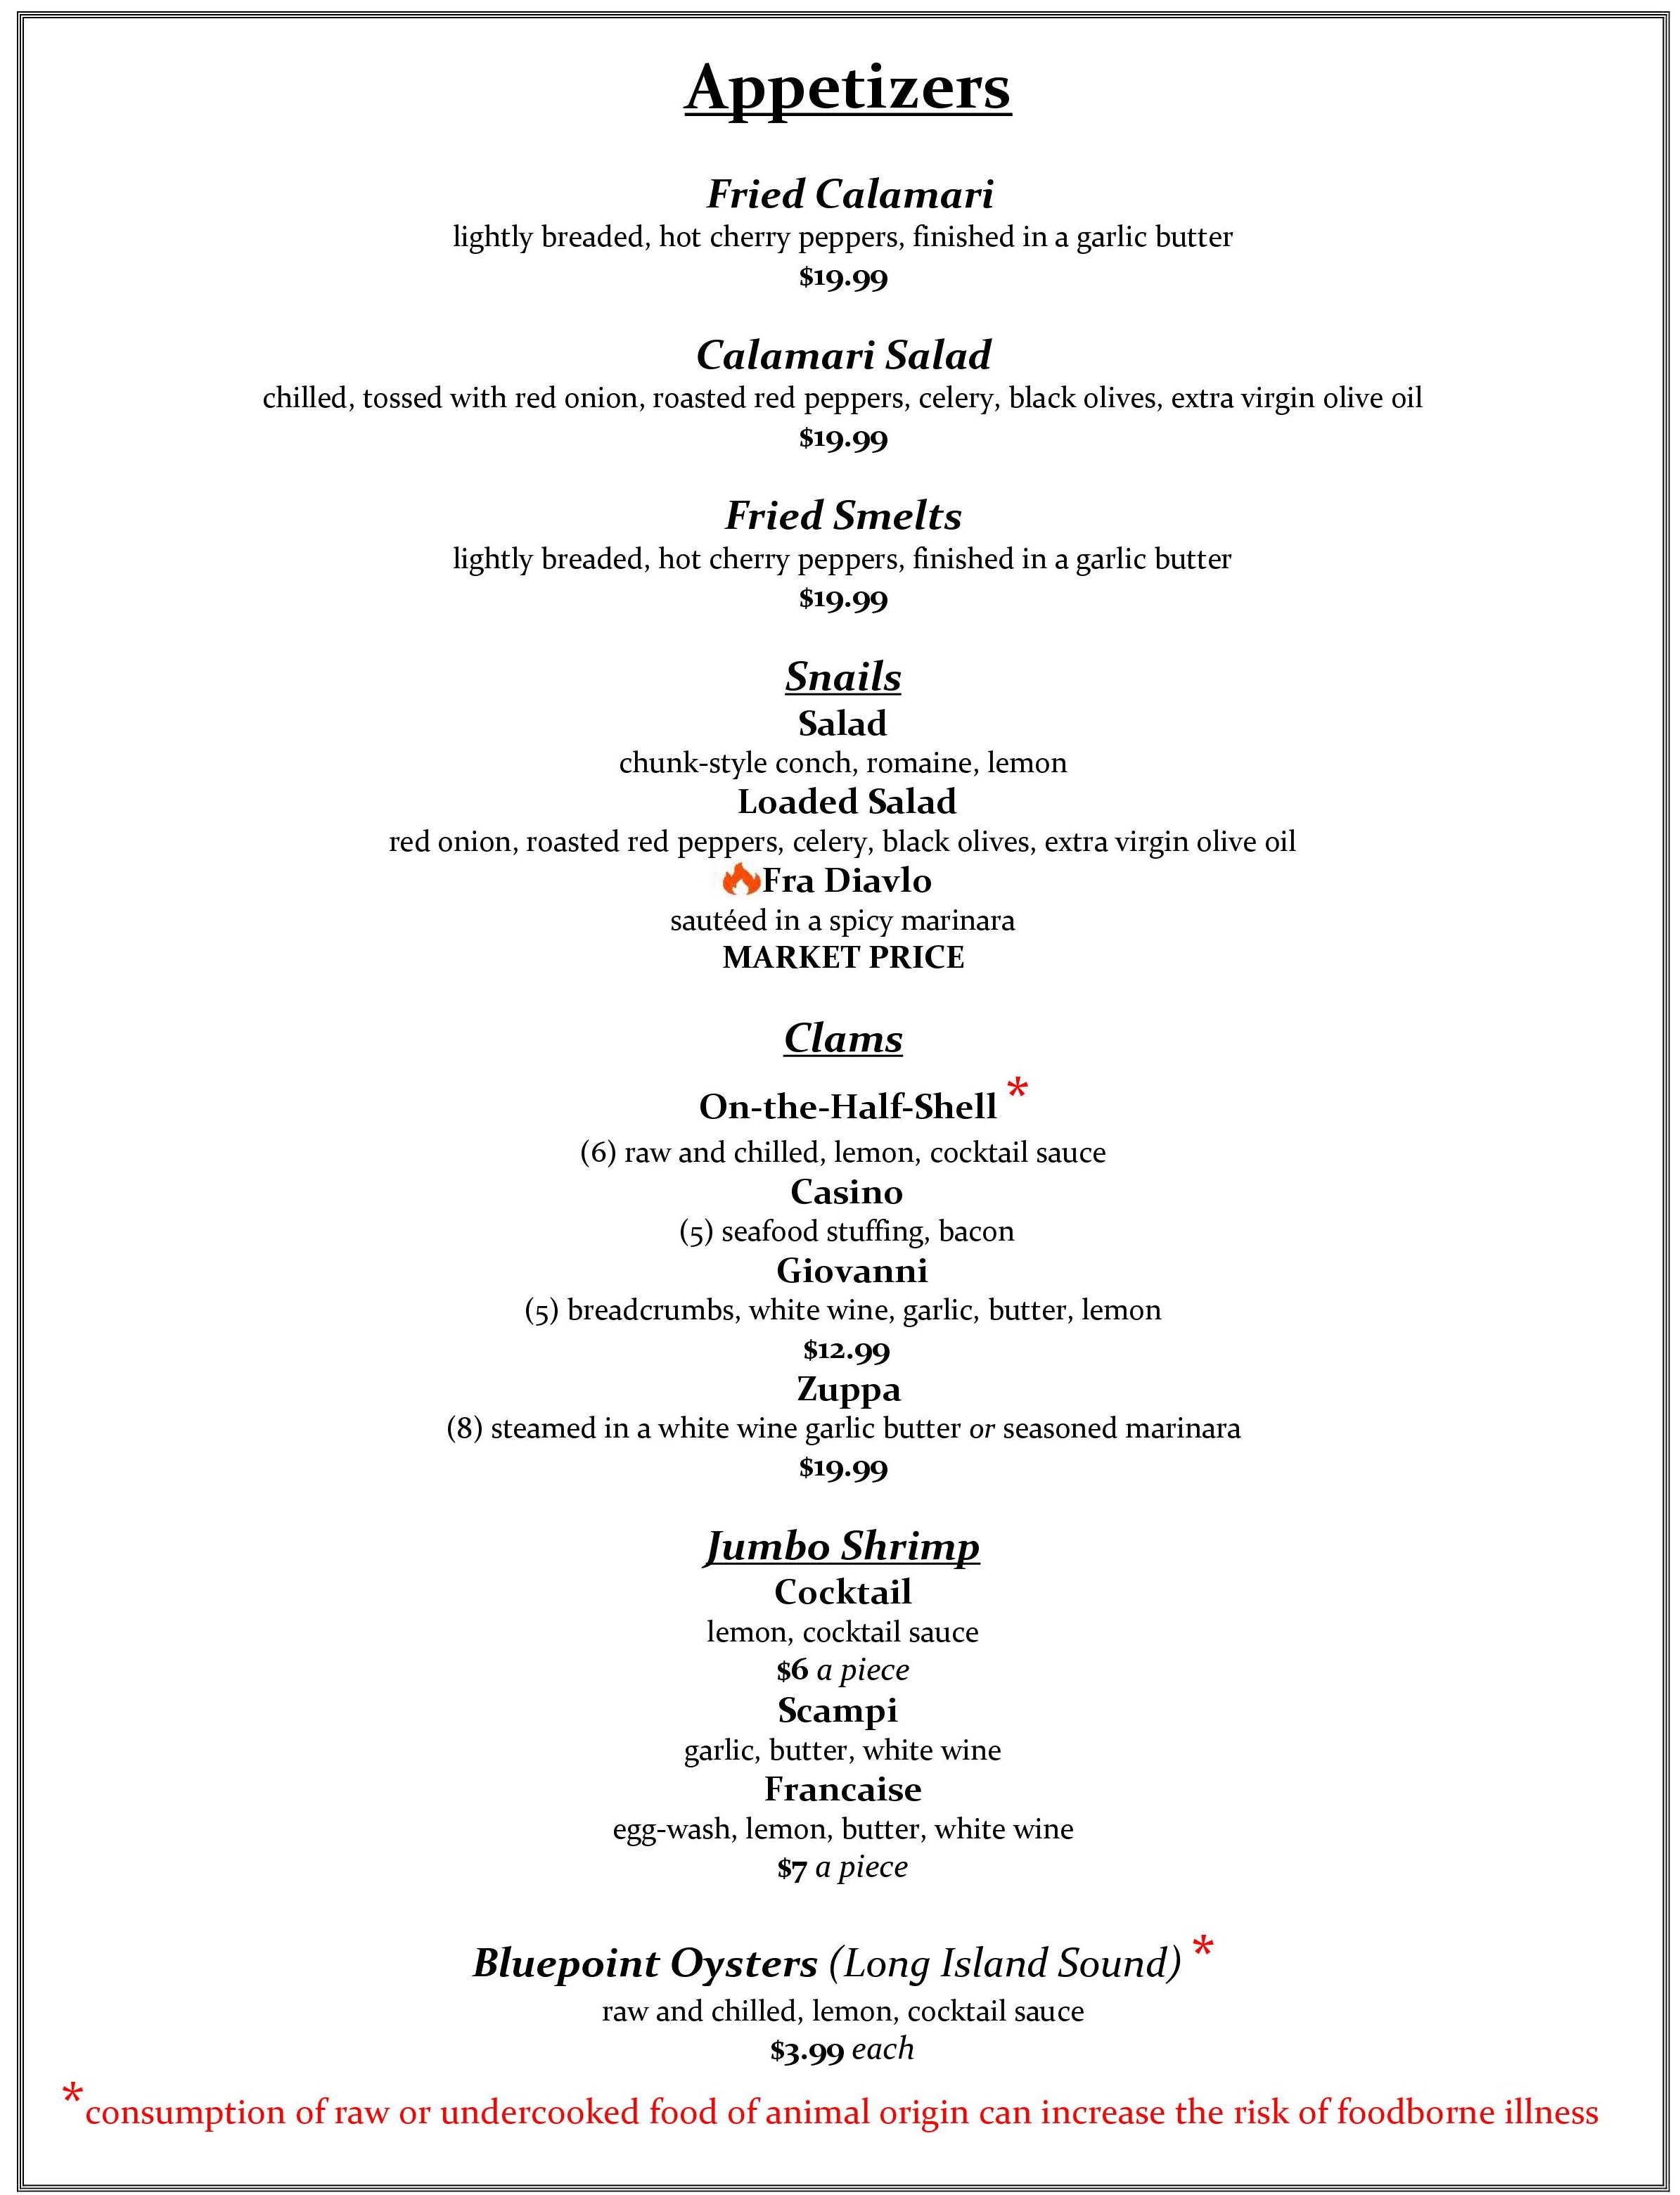 Appetizers
Fried Calamari
lightly breaded, hot cherry peppers, finished in a garlic butter
$19.99
Calamari Salad
chilled, tossed with red onion, roasted red peppers, celery, black olives, extra virgin olive oil
$19.99
Fried Smelts
lightly breaded, hot cherry peppers, finished in a garlic butter
$19.99
Snails
Salad
chunk-style conch, romaine, lemon
Loaded Salad
red onion, roasted red peppers, celery, black olives, extra virgin olive oil
Fra Diavlo
sautéed in a spicy marinara
MARKET PRICE
Clams
On-the-Half-Shell *
(6) raw and chilled, lemon, cocktail sauce
Casino
(5) seafood stuffing, bacon
Giovanni
(5) breadcrumbs, white wine, garlic, butter, lemon
$12.99
Zuppa
(8) steamed in a white wine garlic butter or seasoned marinara
$19.99
Jumbo Shrimp
Cocktail
lemon, cocktail sauce
$6 a piece
Scampi
garlic, butter, white wine
Francaise
egg-wash, lemon, butter, white wine
$7 a piece
Bluepoint Oysters (Long Island Sound) *
raw and chilled, lemon, cocktail sauce
$3.99 each
*consumption of raw or undercooked food of animal origin can increase the risk of foodborne illness